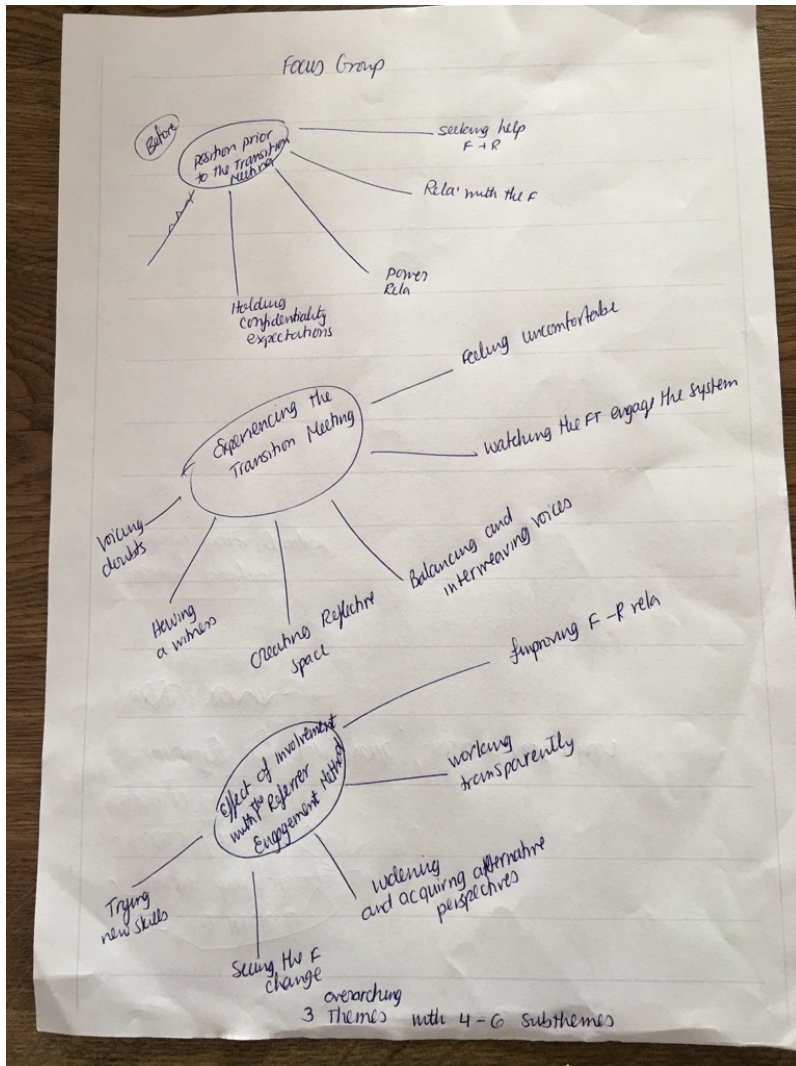 Focus Group
Before
Position prior
to the Transition
Meeting
seeking help
F + R
Rela' with the F
Power
Rela
Holding
confidentiality
expectations
Experiencing the
Transition Meeting
Feeling uncomfortable
Watching the FT engage the system
Balancing and
interweaving voices
Creating Reflective
space
Having
a witness
Voicing
doubts
Effect of involvement
with the Referrer
Engagement Method
Improving F-R rela
working
transparently
widening
and acquiring alternative
perspectives
Seeing the F
change
Trying
new skills
overarching
3 Themes with 4-6 subthemes